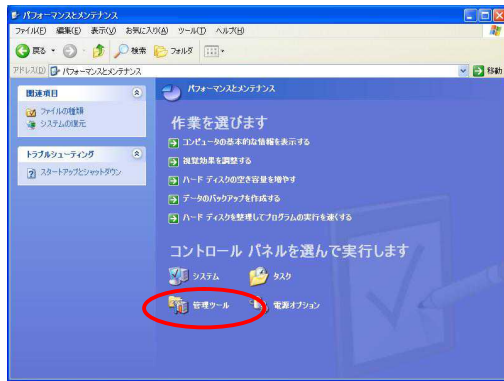 パフォーマンスとメンテナンス
ファイル(F) 編集(E) 表示(V) お気に入り(A) ツール(T) ヘルプ(H)
戻る 検索 フォルダ
アドレス(D) パフォーマンスとメンテナンス 移動
関連項目
ファイルの種類
システムの復元
トラブルシューティング
スタートアップとシャットダウン
パフォーマンスとメンテナンス
作業を選びます
コンピュータの基本的な情報を表示する
視覚効果を調整する
ハード ディスクの空き容量を増やす
データのバックアップを作成する
ハード ディスクを整理してプログラムの実行を速くする
コントロール パネルを選んで実行します
システム タスク
管理ツール 電源オプション